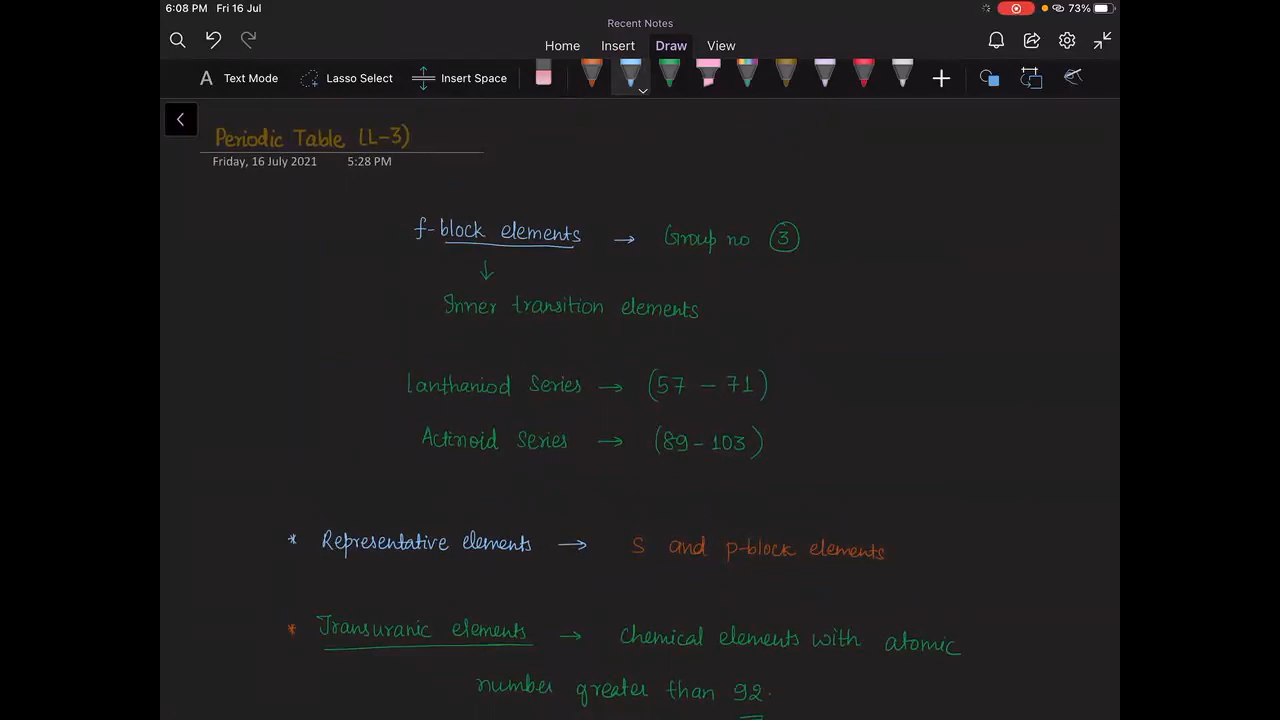 6:08 PM Fri 16 Jul 73%
Recent Notes
Home Insert Draw View
A Text Mode Lasso Select Insert Space
Periodic Table (L-3)
Friday, 16 July 2021 5:28 PM
f-block elements → Group no 3
↓
Inner transition elements
Lanthaniod Series → (57 - 71)
Actinoid Series → (89 - 103)
* Representative elements → S and p-block elements
* Transuranic elements → chemical elements with atomic
number greater than 92.